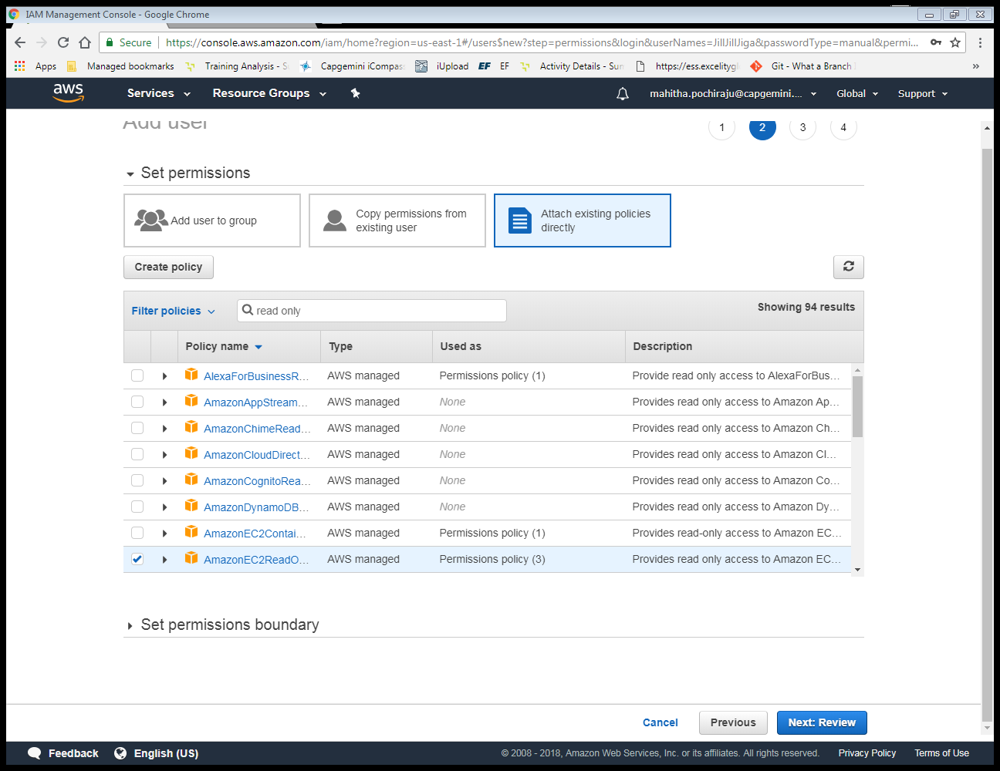 IAM Management Console - Google Chrome
Secure https://console.aws.amazon.com/iam/home?region=us-east-1#/users$new?step=permissions&login&userNames=JillJillJiga&passwordType=manual&permi...
Apps Managed bookmarks Training Analysis - S Capgemini iCompass iUpload EF EF Activity Details - Sum https://ess.excelityg Git - What a Branch »
aws Services Resource Groups mahitha.pochiraju@capgemini.... Global Support
Add user 1 2 3 4
Set permissions
Add user to group
Copy permissions from
existing user
Attach existing policies
directly
Create policy
Filter policies read only Showing 94 results
Policy name Type Used as Description
AlexaForBusinessR... AWS managed Permissions policy (1) Provide read only access to AlexaForBus...
AmazonAppStream... AWS managed None Provides read only access to Amazon Ap...
AmazonChimeRead... AWS managed None Provides read only access to Amazon Ch...
AmazonCloudDirect... AWS managed None Provides read only access to Amazon Cl...
AmazonCognitoRea... AWS managed None Provides read only access to Amazon Co...
AmazonDynamoDB... AWS managed None Provides read only access to Amazon Dy...
AmazonEC2Contai... AWS managed Permissions policy (1) Provides read-only access to Amazon EC...
AmazonEC2ReadO... AWS managed Permissions policy (3) Provides read only access to Amazon EC...
Set permissions boundary
Cancel Previous Next: Review
Feedback English (US) © 2008 - 2018, Amazon Web Services, Inc. or its affiliates. All rights reserved. Privacy Policy Terms of Use